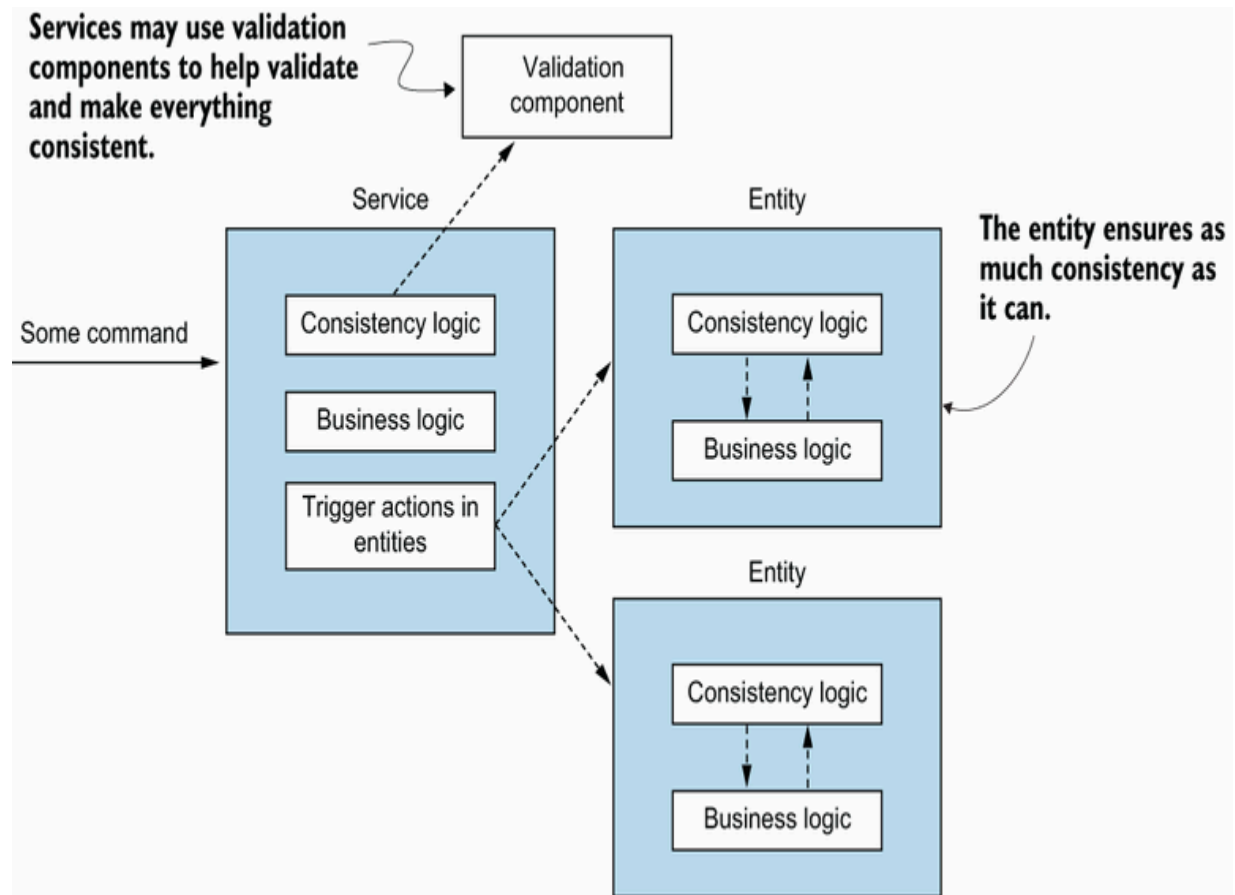 Services may use validation
components to help validate
and make everything
consistent.
Validation
component
Service
Entity
The entity ensures as
much consistency as
it can.
Some command
Consistency logic
Business logic
Trigger actions in
entities
Consistency logic
Business logic
Entity
Consistency logic
Business logic